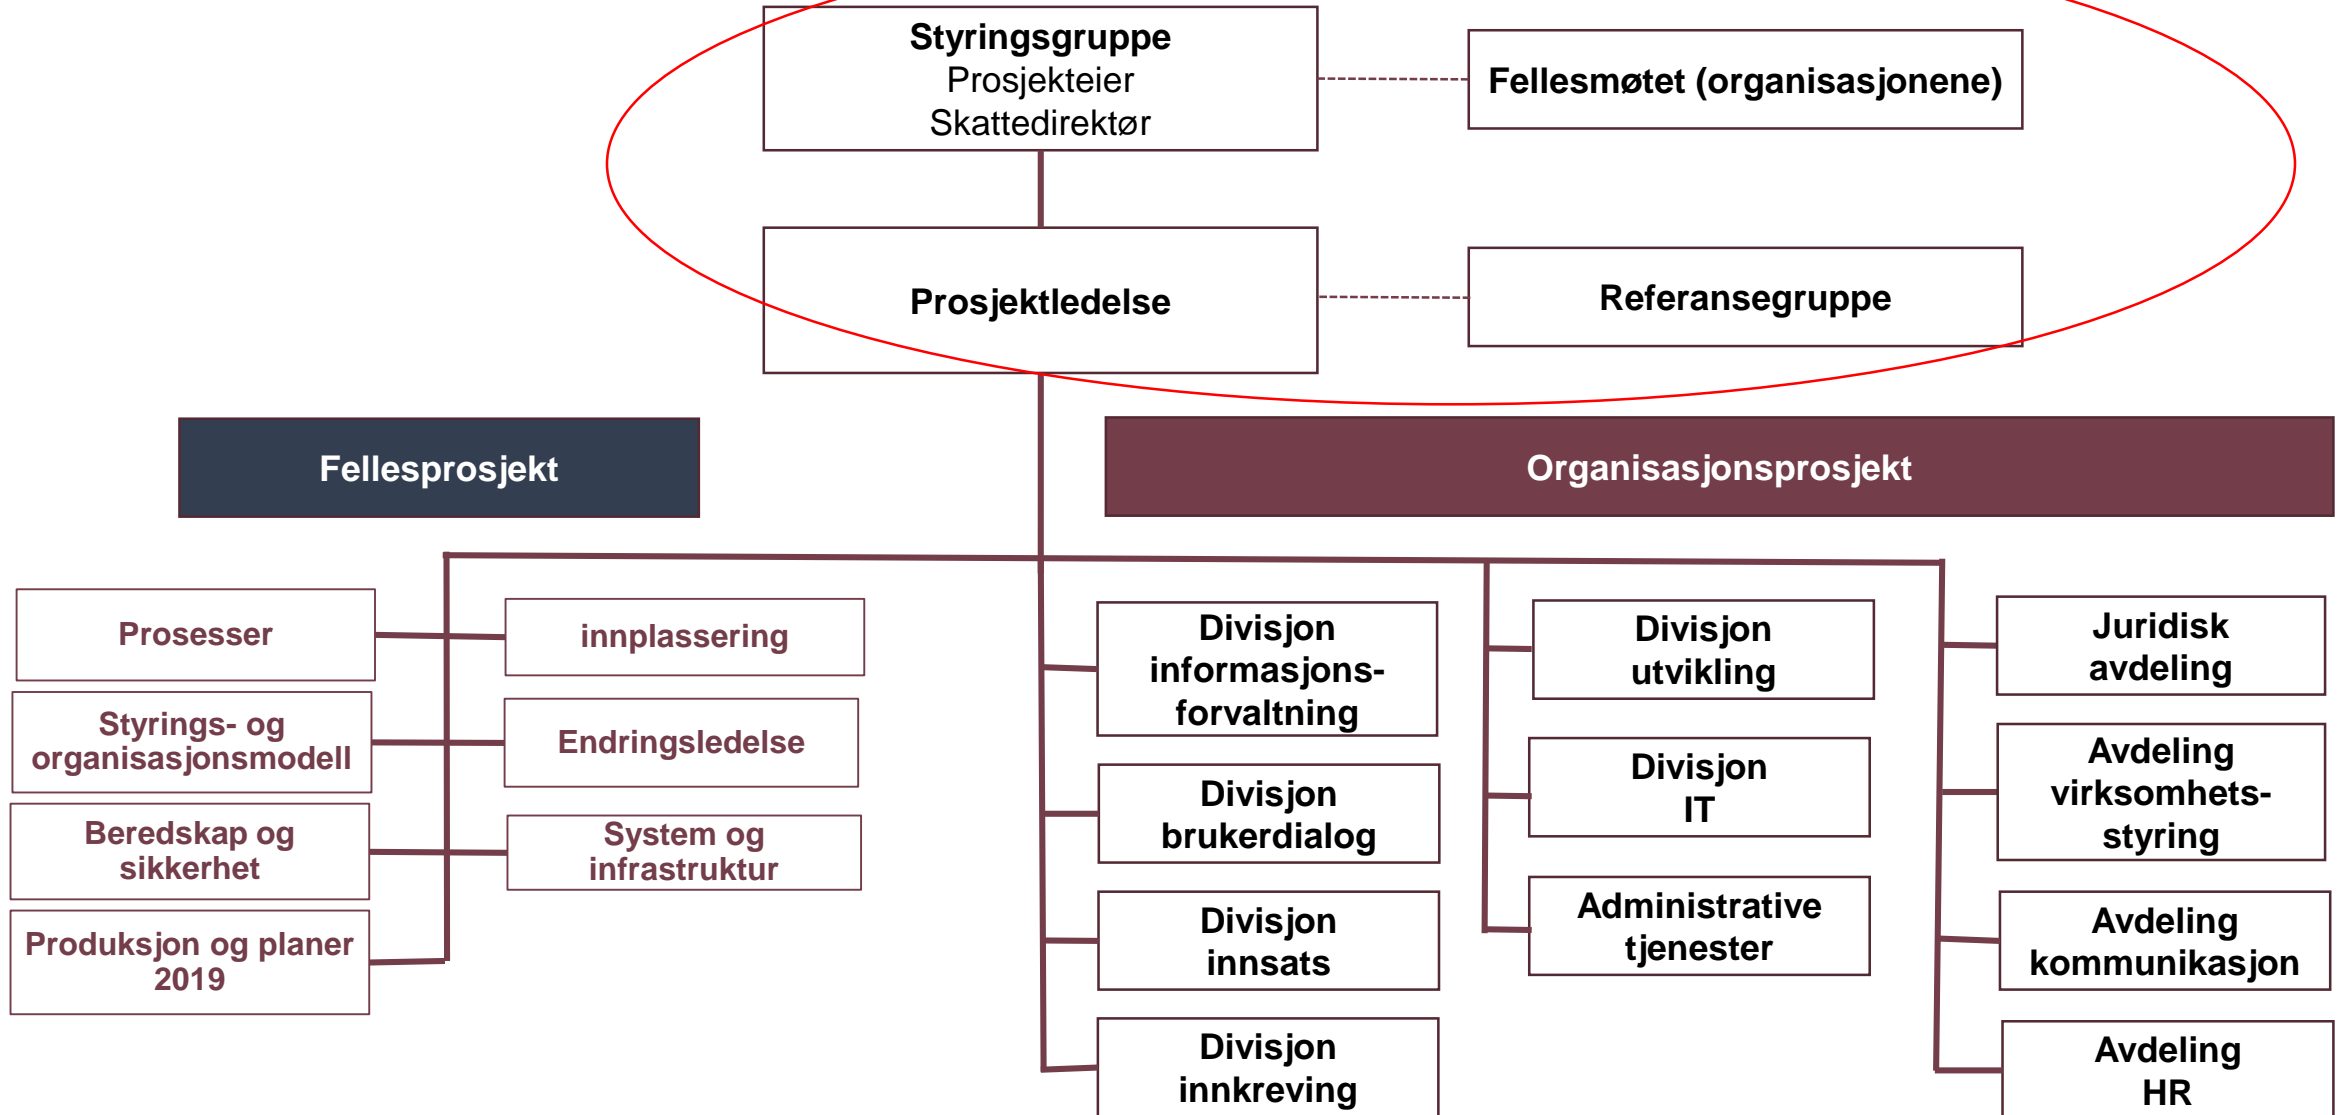 Styringsgruppe
Prosjekteier
Skattedirektør
Fellesmøtet (organisasjonene)
Prosjektledelse
Referansegruppe
Fellesprosjekt
Organisasjonsprosjekt
Prosesser
innplassering
Styrings- og
organisasjonsmodell
Endringsledelse
Beredskap og
sikkerhet
System og
infrastruktur
Produksjon og planer
2019
Divisjon
informasjons-
forvaltning
Divisjon
brukerdialog
Divisjon
innsats
Divisjon
innkreving
Divisjon
utvikling
Divisjon
IT
Administrative
tjenester
Juridisk
avdeling
Avdeling
virksomhets-
styring
Avdeling
kommunikasjon
Avdeling
HR